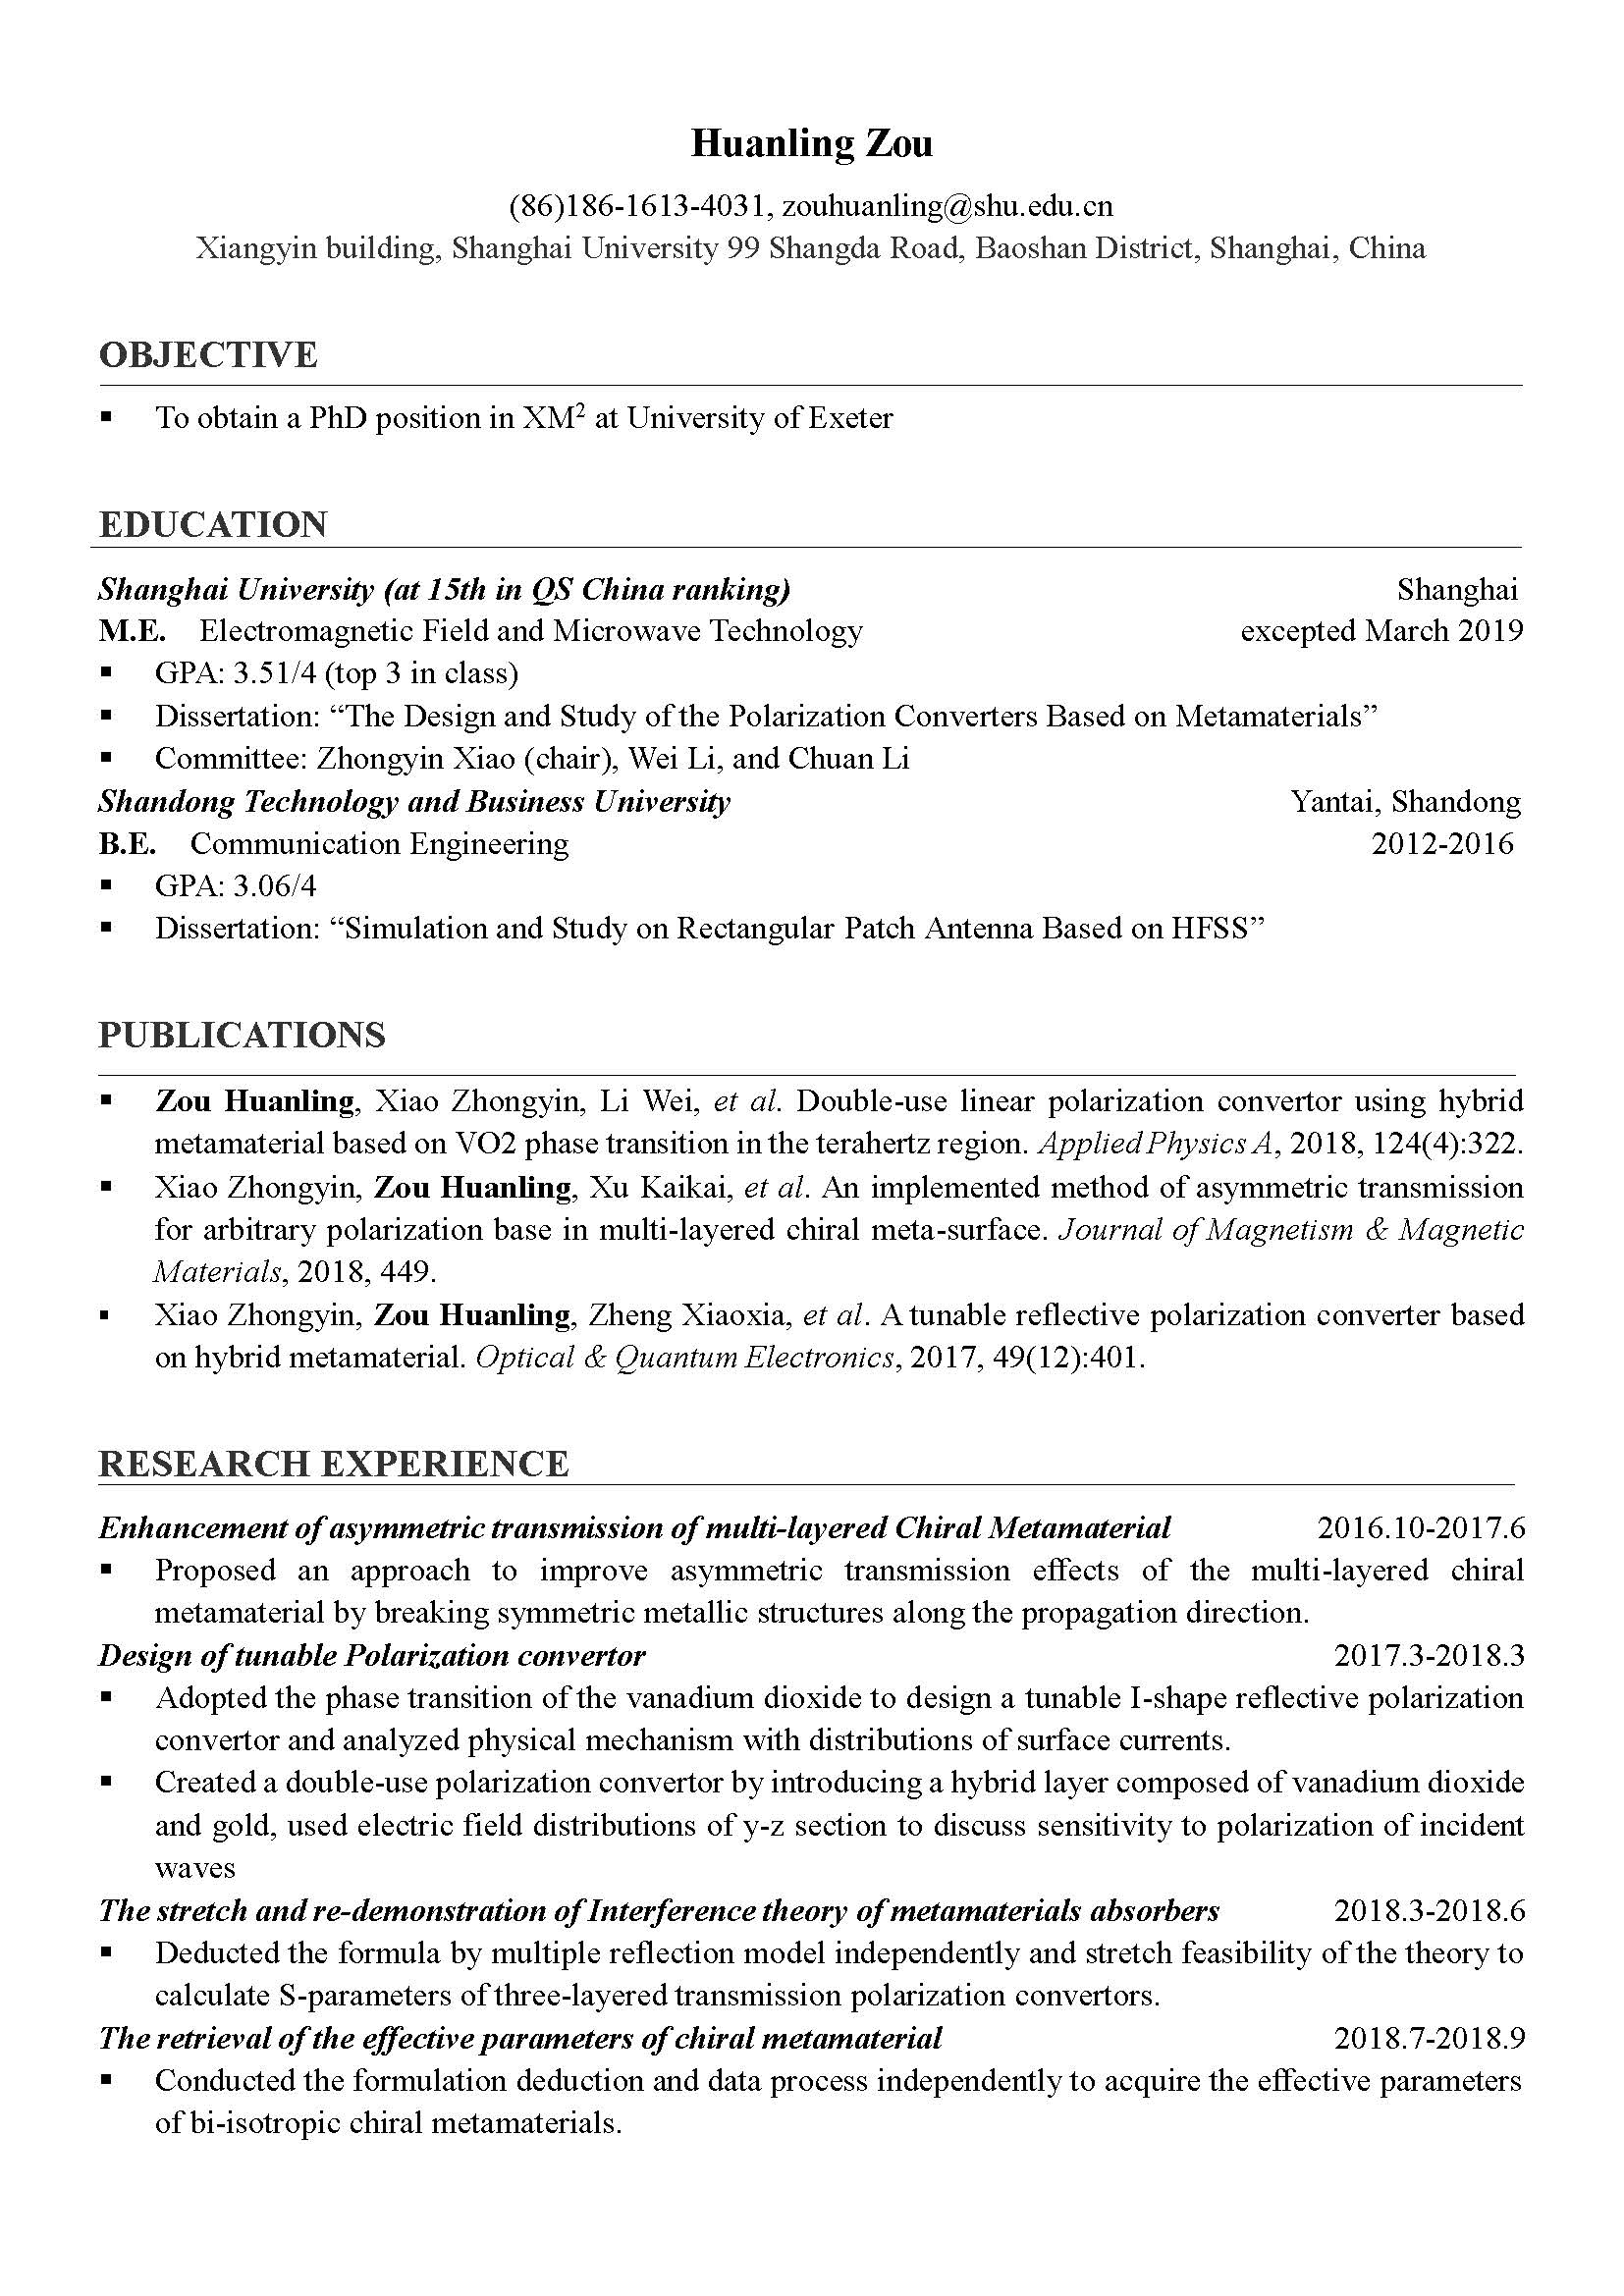 Huanling Zou
(86)186-1613-4031, zouhuanling@shu.edu.cn
Xiangyin building, Shanghai University 99 Shangda Road, Baoshan District, Shanghai, China
OBJECTIVE
▪ To obtain a PhD position in XM² at University of Exeter
EDUCATION
Shanghai University (at 15th in QS China ranking) Shanghai
M.E. Electromagnetic Field and Microwave Technology excepted March 2019
▪ GPA: 3.51/4 (top 3 in class)
▪ Dissertation: “The Design and Study of the Polarization Converters Based on Metamaterials”
▪ Committee: Zhongyin Xiao (chair), Wei Li, and Chuan Li
Shandong Technology and Business University Yantai, Shandong
B.E. Communication Engineering 2012-2016
▪ GPA: 3.06/4
▪ Dissertation: “Simulation and Study on Rectangular Patch Antenna Based on HFSS”
PUBLICATIONS
▪ Zou Huanling, Xiao Zhongyin, Li Wei, et al. Double-use linear polarization convertor using hybrid
metamaterial based on VO2 phase transition in the terahertz region. Applied Physics A, 2018, 124(4):322.
▪ Xiao Zhongyin, Zou Huanling, Xu Kaikai, et al. An implemented method of asymmetric transmission
for arbitrary polarization base in multi-layered chiral meta-surface. Journal of Magnetism & Magnetic
Materials, 2018, 449.
▪ Xiao Zhongyin, Zou Huanling, Zheng Xiaoxia, et al. A tunable reflective polarization converter based
on hybrid metamaterial. Optical & Quantum Electronics, 2017, 49(12):401.
RESEARCH EXPERIENCE
Enhancement of asymmetric transmission of multi-layered Chiral Metamaterial 2016.10-2017.6
▪ Proposed an approach to improve asymmetric transmission effects of the multi-layered chiral
metamaterial by breaking symmetric metallic structures along the propagation direction.
Design of tunable Polarization convertor 2017.3-2018.3
▪ Adopted the phase transition of the vanadium dioxide to design a tunable I-shape reflective polarization
convertor and analyzed physical mechanism with distributions of surface currents.
▪ Created a double-use polarization convertor by introducing a hybrid layer composed of vanadium dioxide
and gold, used electric field distributions of y-z section to discuss sensitivity to polarization of incident
waves
The stretch and re-demonstration of Interference theory of metamaterials absorbers 2018.3-2018.6
▪ Deducted the formula by multiple reflection model independently and stretch feasibility of the theory to
calculate S-parameters of three-layered transmission polarization convertors.
The retrieval of the effective parameters of chiral metamaterial 2018.7-2018.9
▪ Conducted the formulation deduction and data process independently to acquire the effective parameters
of bi-isotropic chiral metamaterials.